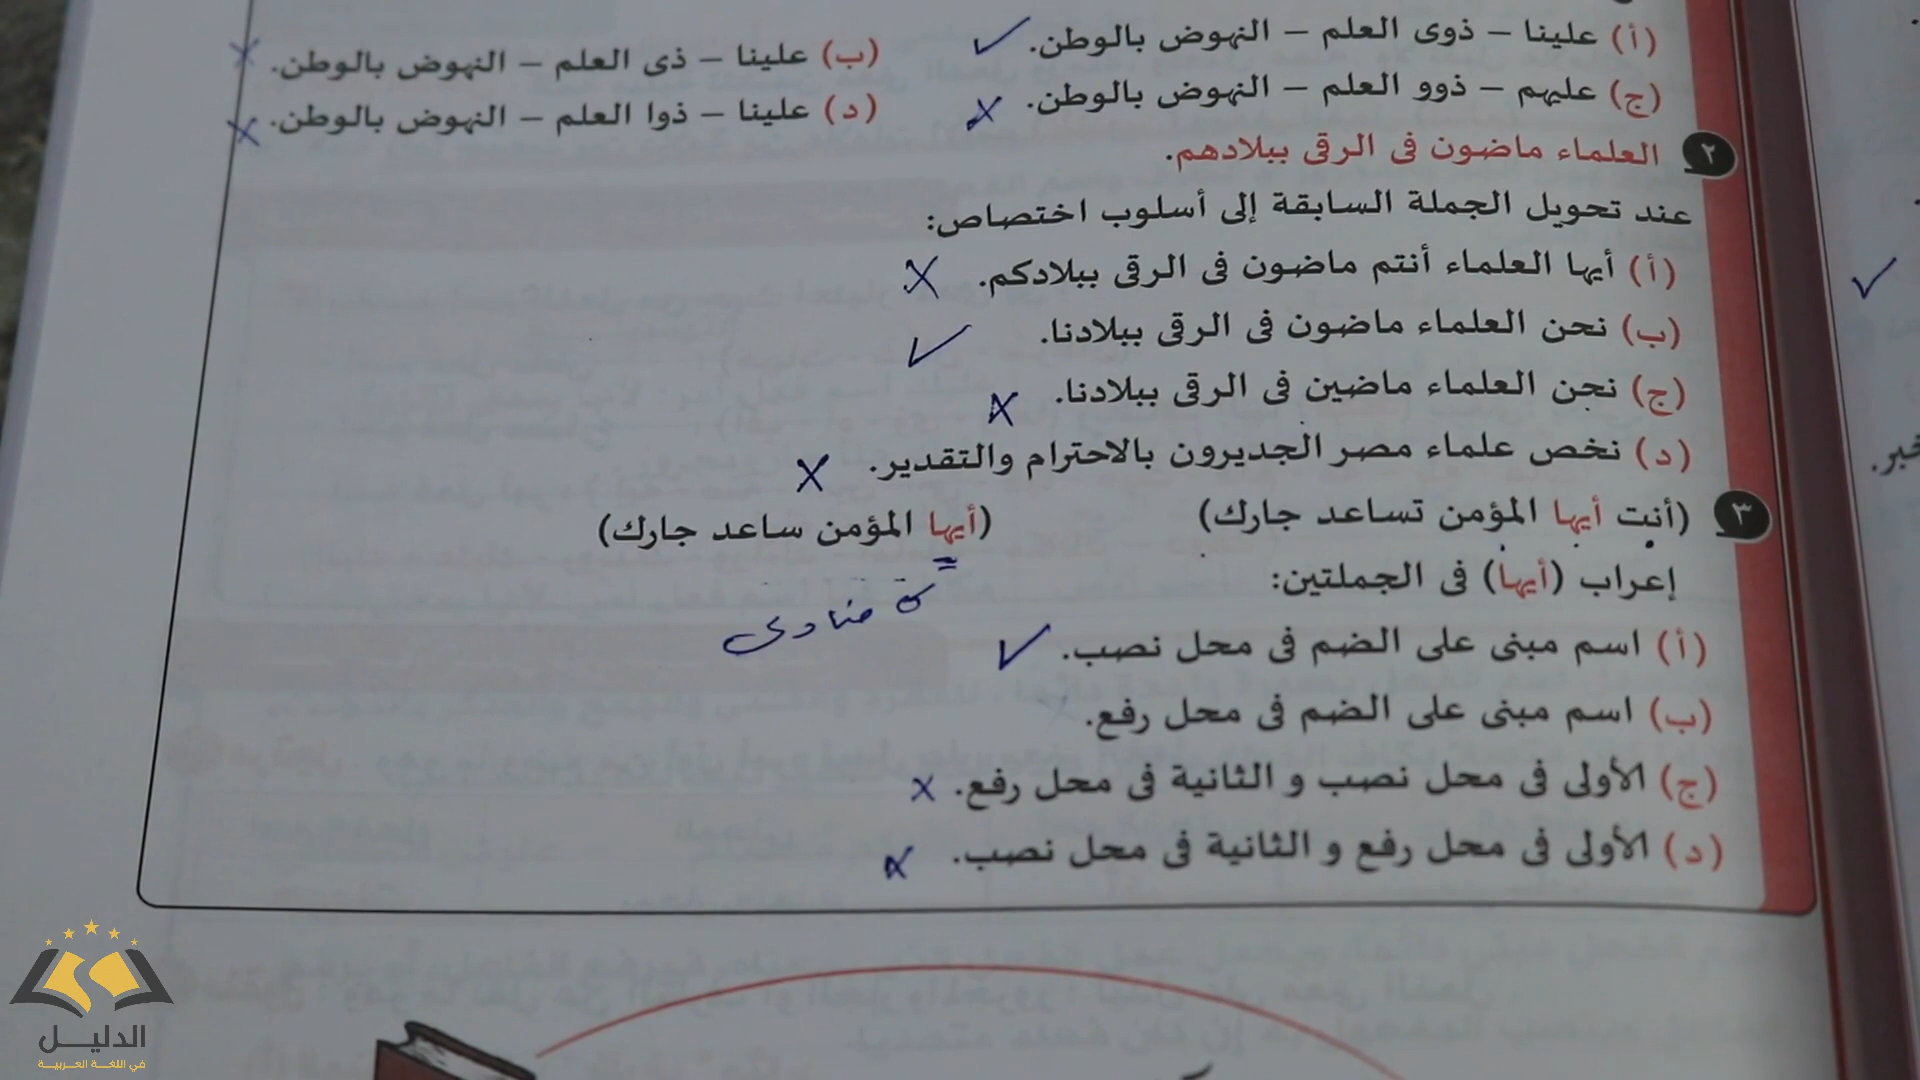 (أ) علينا – ذوى العلم – النهوض بالوطن.
(ب) علينا – ذى العلم – النهوض بالوطن.
(ج) عليهم – ذوو العلم – النهوض بالوطن.
(د) علينا – ذوا العلم – النهوض بالوطن.
٢ العلماء ماضون فى الرقى ببلادهم.
عند تحويل الجملة السابقة إلى أسلوب اختصاص:
(أ) أيها العلماء أنتم ماضون فى الرقى ببلادكم.
(ب) نحن العلماء ماضون فى الرقى ببلادنا.
(ج) نحن العلماء ماضين فى الرقى ببلادنا.
(د) نخص علماء مصر الجديرون بالاحترام والتقدير.
٣ (أنت أيها المؤمن تساعد جارك) (أيها المؤمن ساعد جارك)
إعراب (أيها) فى الجملتين:
منادى
(أ) اسم مبنى على الضم فى محل نصب.
(ب) اسم مبنى على الضم فى محل رفع.
(ج) الأولى فى محل نصب و الثانية فى محل رفع.
(د) الأولى فى محل رفع و الثانية فى محل نصب.
خبر.
الدليل
في اللغة العربية